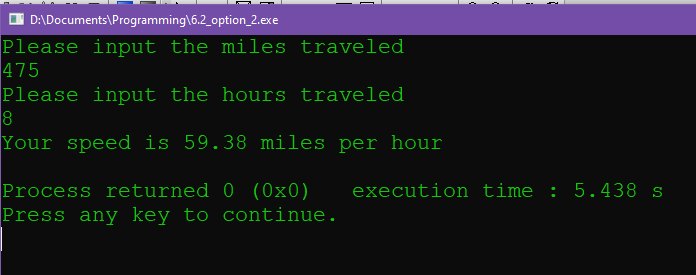 D:\Documents\Programming\6.2_option_2.exe
Please input the miles traveled
475
Please input the hours traveled
8
Your speed is 59.38 miles per hour
Process returned 0 (0x0)   execution time : 5.438 s
Press any key to continue.